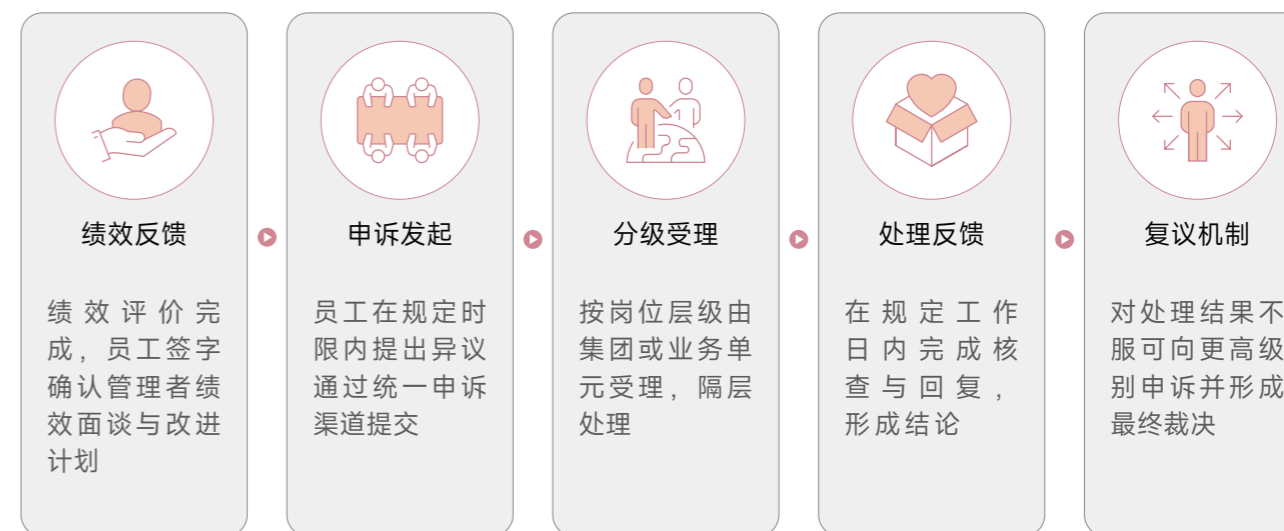 绩效反馈
绩效评价完
成，员工签字
确认管理者绩
效面谈与改进
计划
申诉发起
员工在规定时
限内提出异议
通过统一申诉
渠道提交
分级受理
按岗位层级由
集团或业务单
元受理，隔层
处理
处理反馈
在规定工作
日内完成核
查与回复，
形成结论
复议机制
对处理结果不
服可向更高级
别申诉并形成
最终裁决